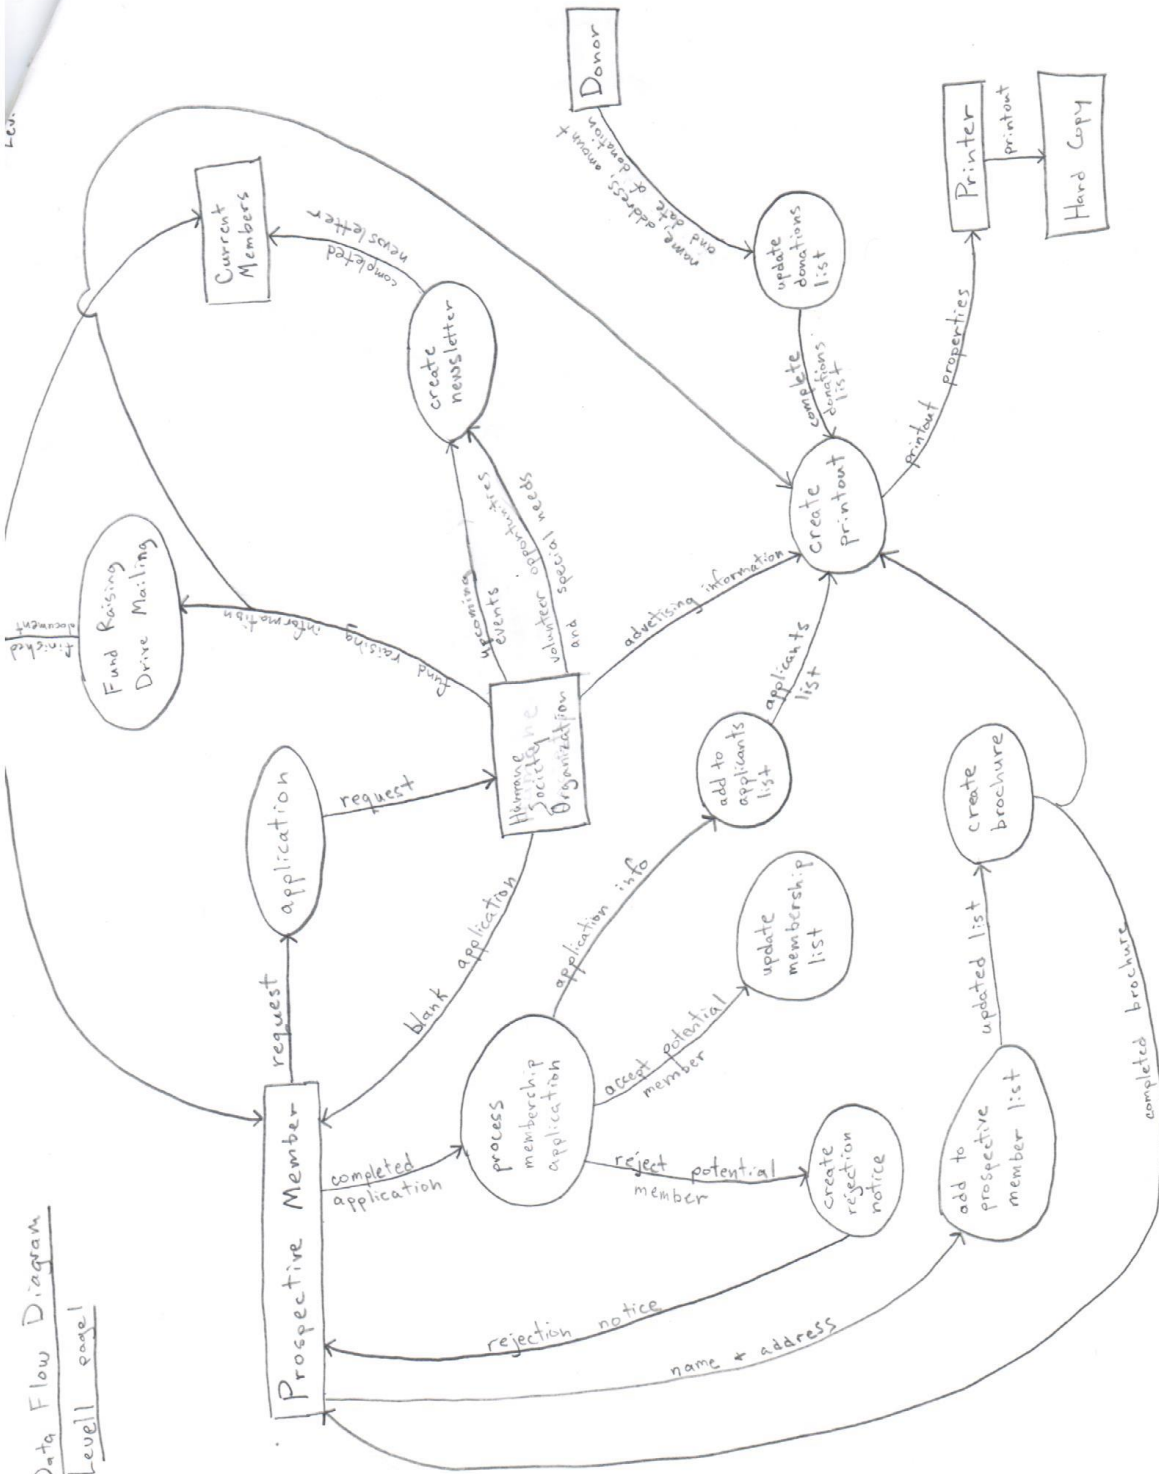 Data Flow Diagram
Level 1 page 1
Prospective Member
request
application
request
blank application
completed
application
process
membership
application
application info
add to
applicants
list
applicants
list
accept potential
member
update
membership
list
reject potential
member
create
rejection
notice
rejection notice
name + address
add to
prospective
member list
updated list
create
brochure
completed brochure
Humane
Society
Organization
fund raising
information
Fund Raising
Drive Mailing
finished
document
upcoming
events
volunteer opportunities
and special needs
create
newsletter
completed
newsletter
Current
Members
advetising information
create
printout
Donor
name, address, amount
and date of donation
update
donations
list
complete
donations
list
printout properties
Printer
printout
Hard Copy